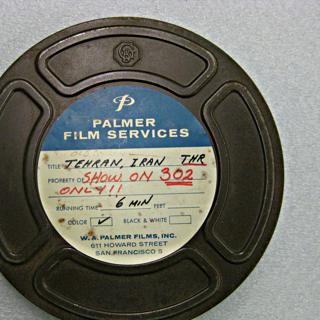 PALMER
FILM SERVICES
TITLE TEHRAN, IRAN THR
PROPERTY OF SHOW ON 302
ONLY!!
RUNNING TIME 6 MIN FEET
COLOR ✓ BLACK & WHITE
W. A. PALMER FILMS, INC.
611 HOWARD STREET
SAN FRANCISCO 5